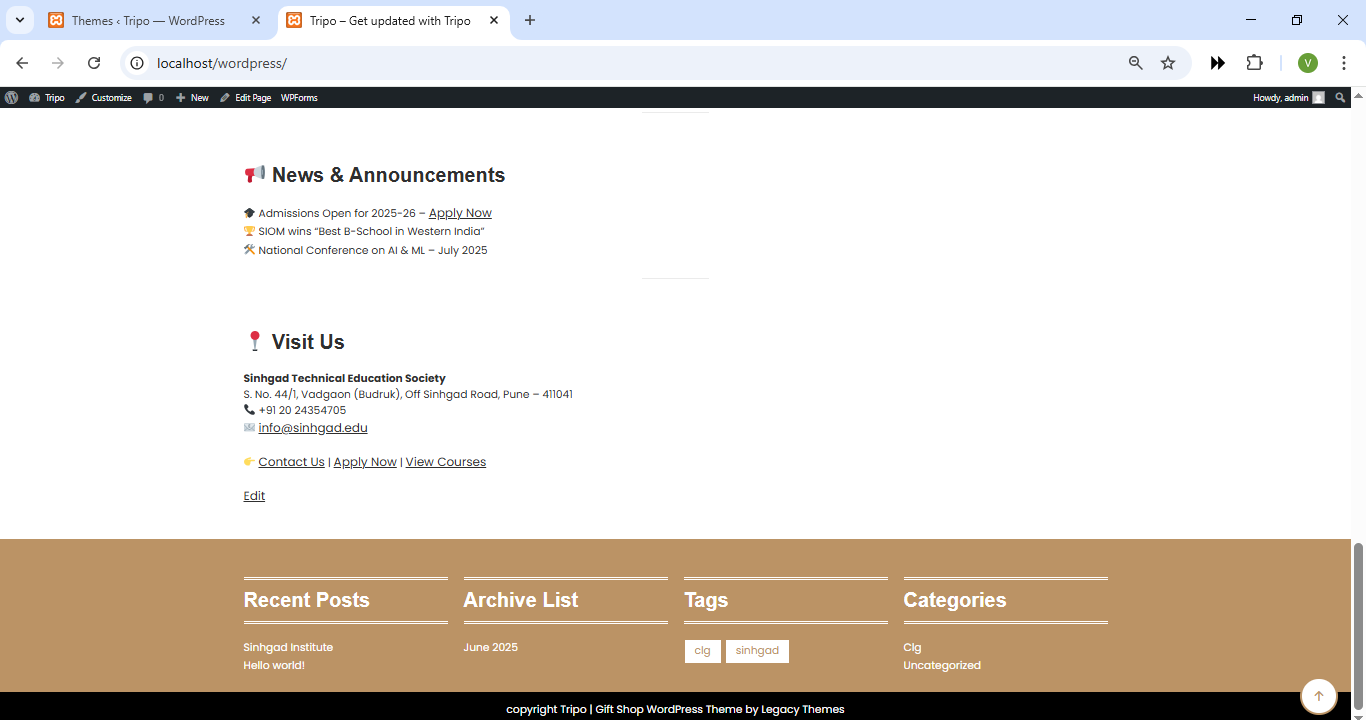 Themes ‹ Tripo — WordPress
Tripo – Get updated with Tripo
localhost/wordpress/
V
Tripo
Customize
0
New
Edit Page
WPForms
Howdy, admin
📢 News & Announcements
🎓 Admissions Open for 2025-26 – Apply Now
🏆 SIOM wins “Best B-School in Western India”
🛠️ National Conference on AI & ML – July 2025
📍 Visit Us
Sinhgad Technical Education Society
S. No. 44/1, Vadgaon (Budruk), Off Sinhgad Road, Pune – 411041
📞 +91 20 24354705
📧 info@sinhgad.edu
👉 Contact Us | Apply Now | View Courses
Edit
Recent Posts
Sinhgad Institute
Hello world!
Archive List
June 2025
Tags
clg
sinhgad
Categories
Clg
Uncategorized
copyright Tripo | Gift Shop WordPress Theme by Legacy Themes